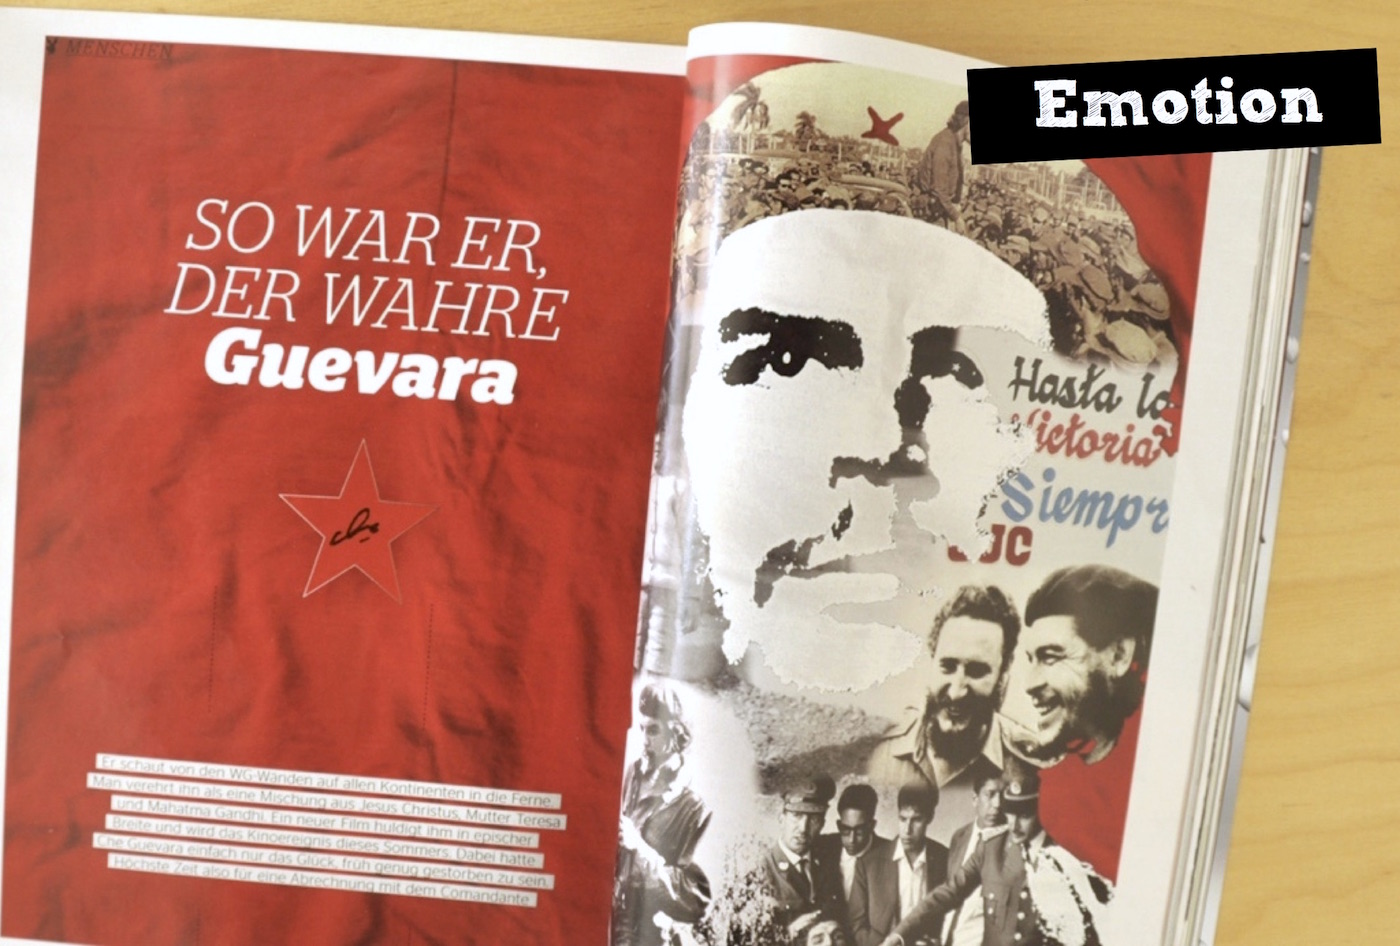 MENSCHEN
SO WAR ER,
DER WAHRE
Guevara
che
Er schaut von den WG-Wänden auf allen Kontinenten in die Ferne.
Man verehrt ihn als eine Mischung aus Jesus Christus, Mutter Teresa
und Mahatma Gandhi. Ein neuer Film huldigt ihm in epischer
Breite und wird das Kinoereignis dieses Sommers. Dabei hatte
Che Guevara einfach nur das Glück, früh genug gestorben zu sein.
Höchste Zeit also für eine Abrechnung mit dem Comandante
Emotion
Hasta la
Victoria
Siempr
UJC